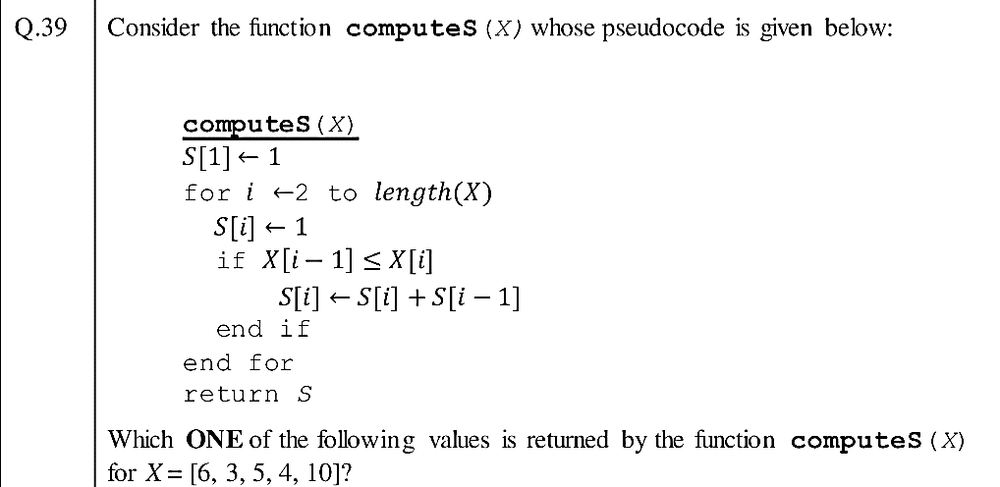 Q.39 Consider the function computeS(X) whose pseudocode is given below:
computeS(X)
S[1] ← 1
for i ←2 to length(X)
S[i] ← 1
if X[i − 1] ≤ X[i]
S[i] ← S[i] + S[i − 1]
end if
end for
return S
Which ONE of the following values is returned by the function computeS(X)
for X = [6, 3, 5, 4, 10]?